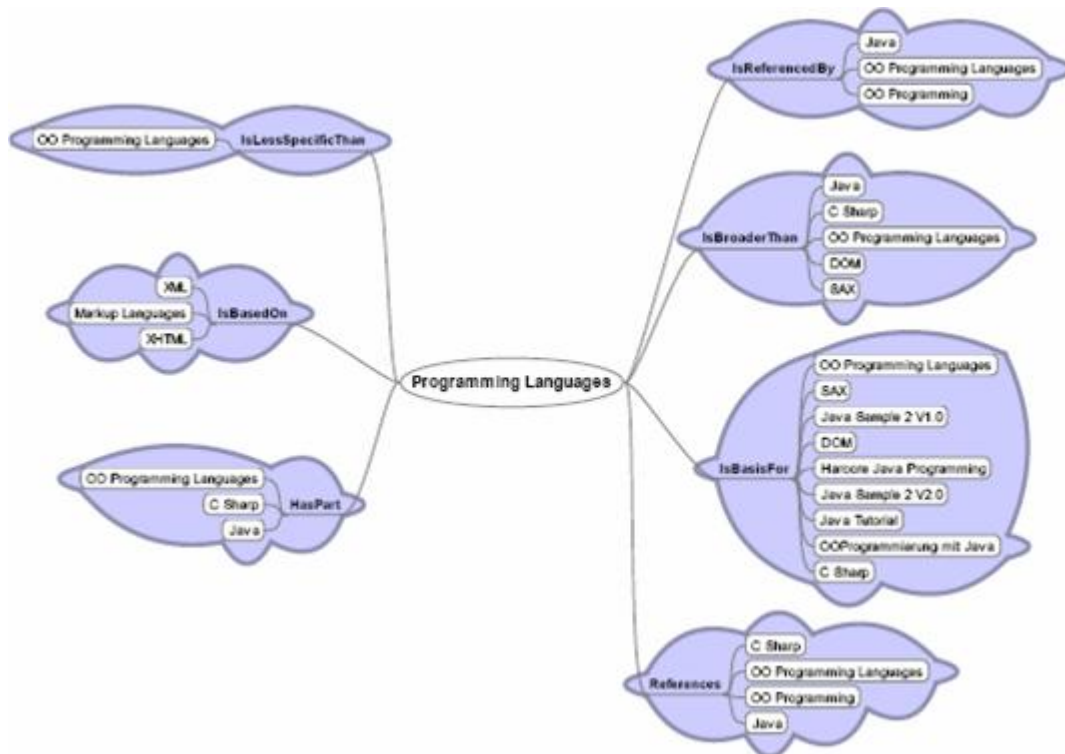 Programming Languages
IsLessSpecificThan
OO Programming Languages
IsBasedOn
XML
Markup Languages
XHTML
HasPart
OO Programming Languages
C Sharp
Java
IsReferencedBy
Java
OO Programming Languages
OO Programming
IsBroaderThan
Java
C Sharp
OO Programming Languages
DOM
SAX
IsBasisFor
OO Programming Languages
SAX
Java Sample 2 V1.0
DOM
Harcore Java Programming
Java Sample 2 V2.0
Java Tutorial
OOProgrammierung mit Java
C Sharp
References
C Sharp
OO Programming Languages
OO Programming
Java